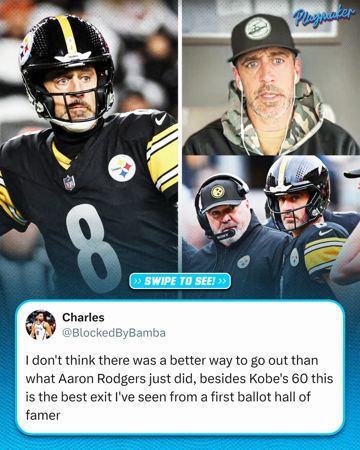 Playmaker
8
>> SWIPE TO SEE! >>
Charles
@BlockedByBamba
I don't think there was a better way to go out than
what Aaron Rodgers just did, besides Kobe's 60 this
is the best exit I've seen from a first ballot hall of
famer